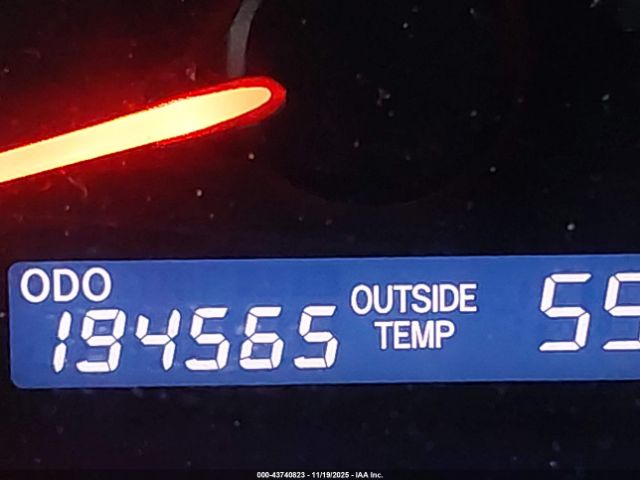 ODO
194565
OUTSIDE
TEMP
55
000-43740823 - 11/19/2025 - IAA Inc.